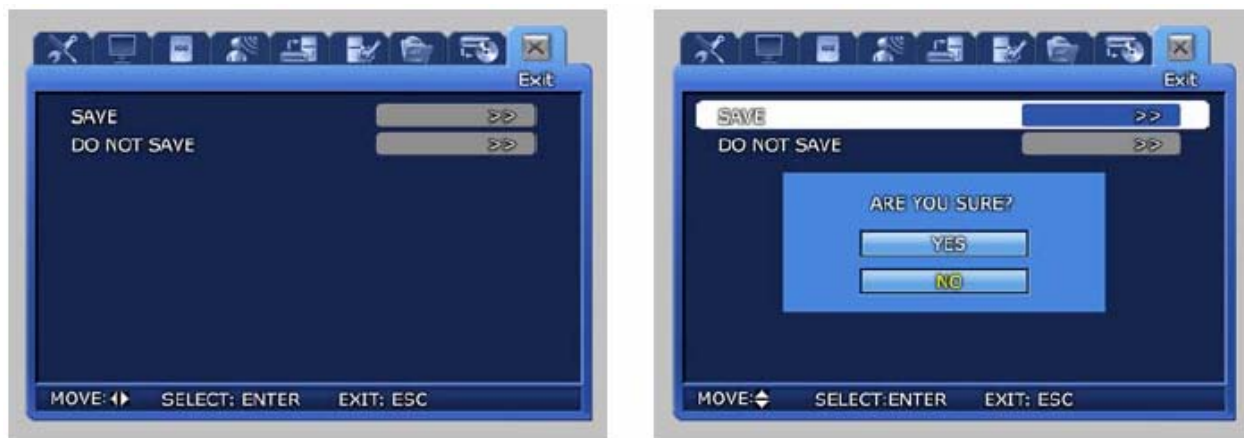 Exit
SAVE >>
DO NOT SAVE >>
MOVE: SELECT: ENTER EXIT: ESC
Exit
SAVE >>
DO NOT SAVE >>
ARE YOU SURE?
YES
NO
MOVE: SELECT:ENTER EXIT: ESC